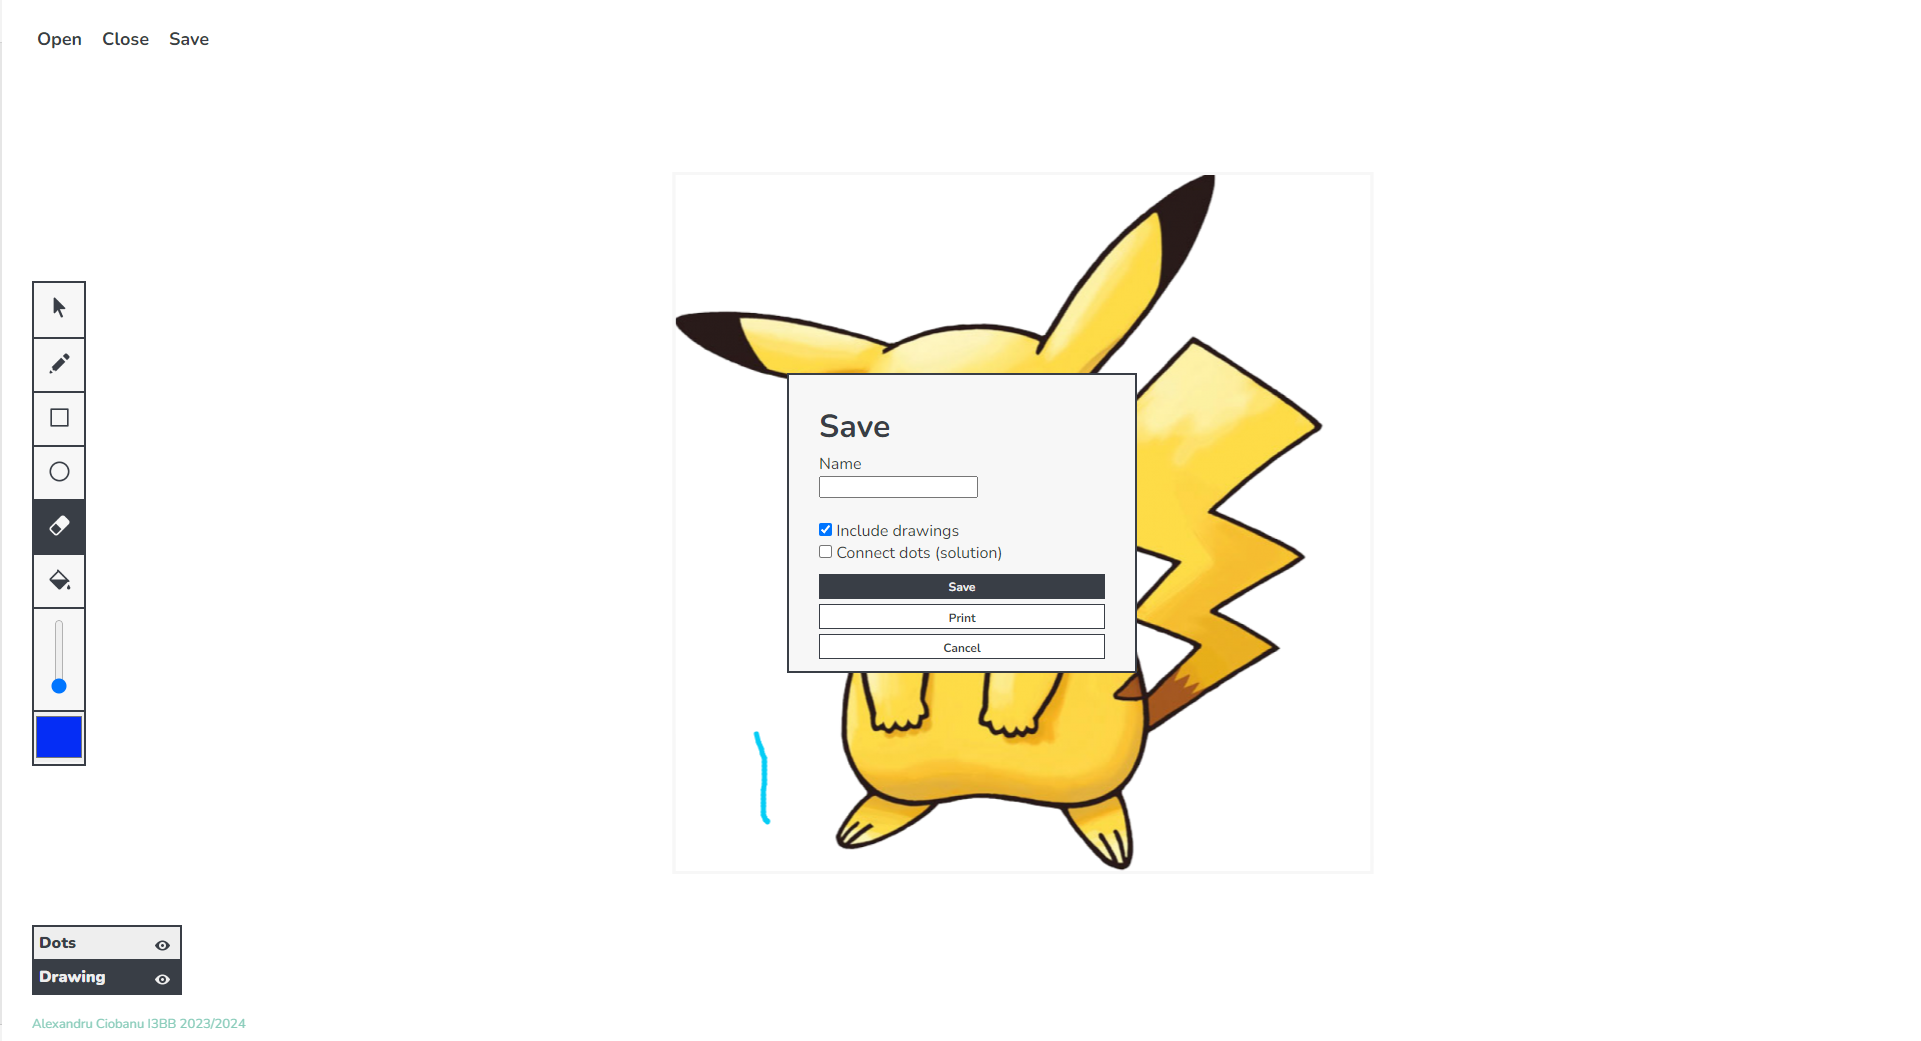 Open Close Save
Save
Name
Include drawings
Connect dots (solution)
Save
Print
Cancel
Dots
Drawing
Alexandru Ciobanu I3BB 2023/2024